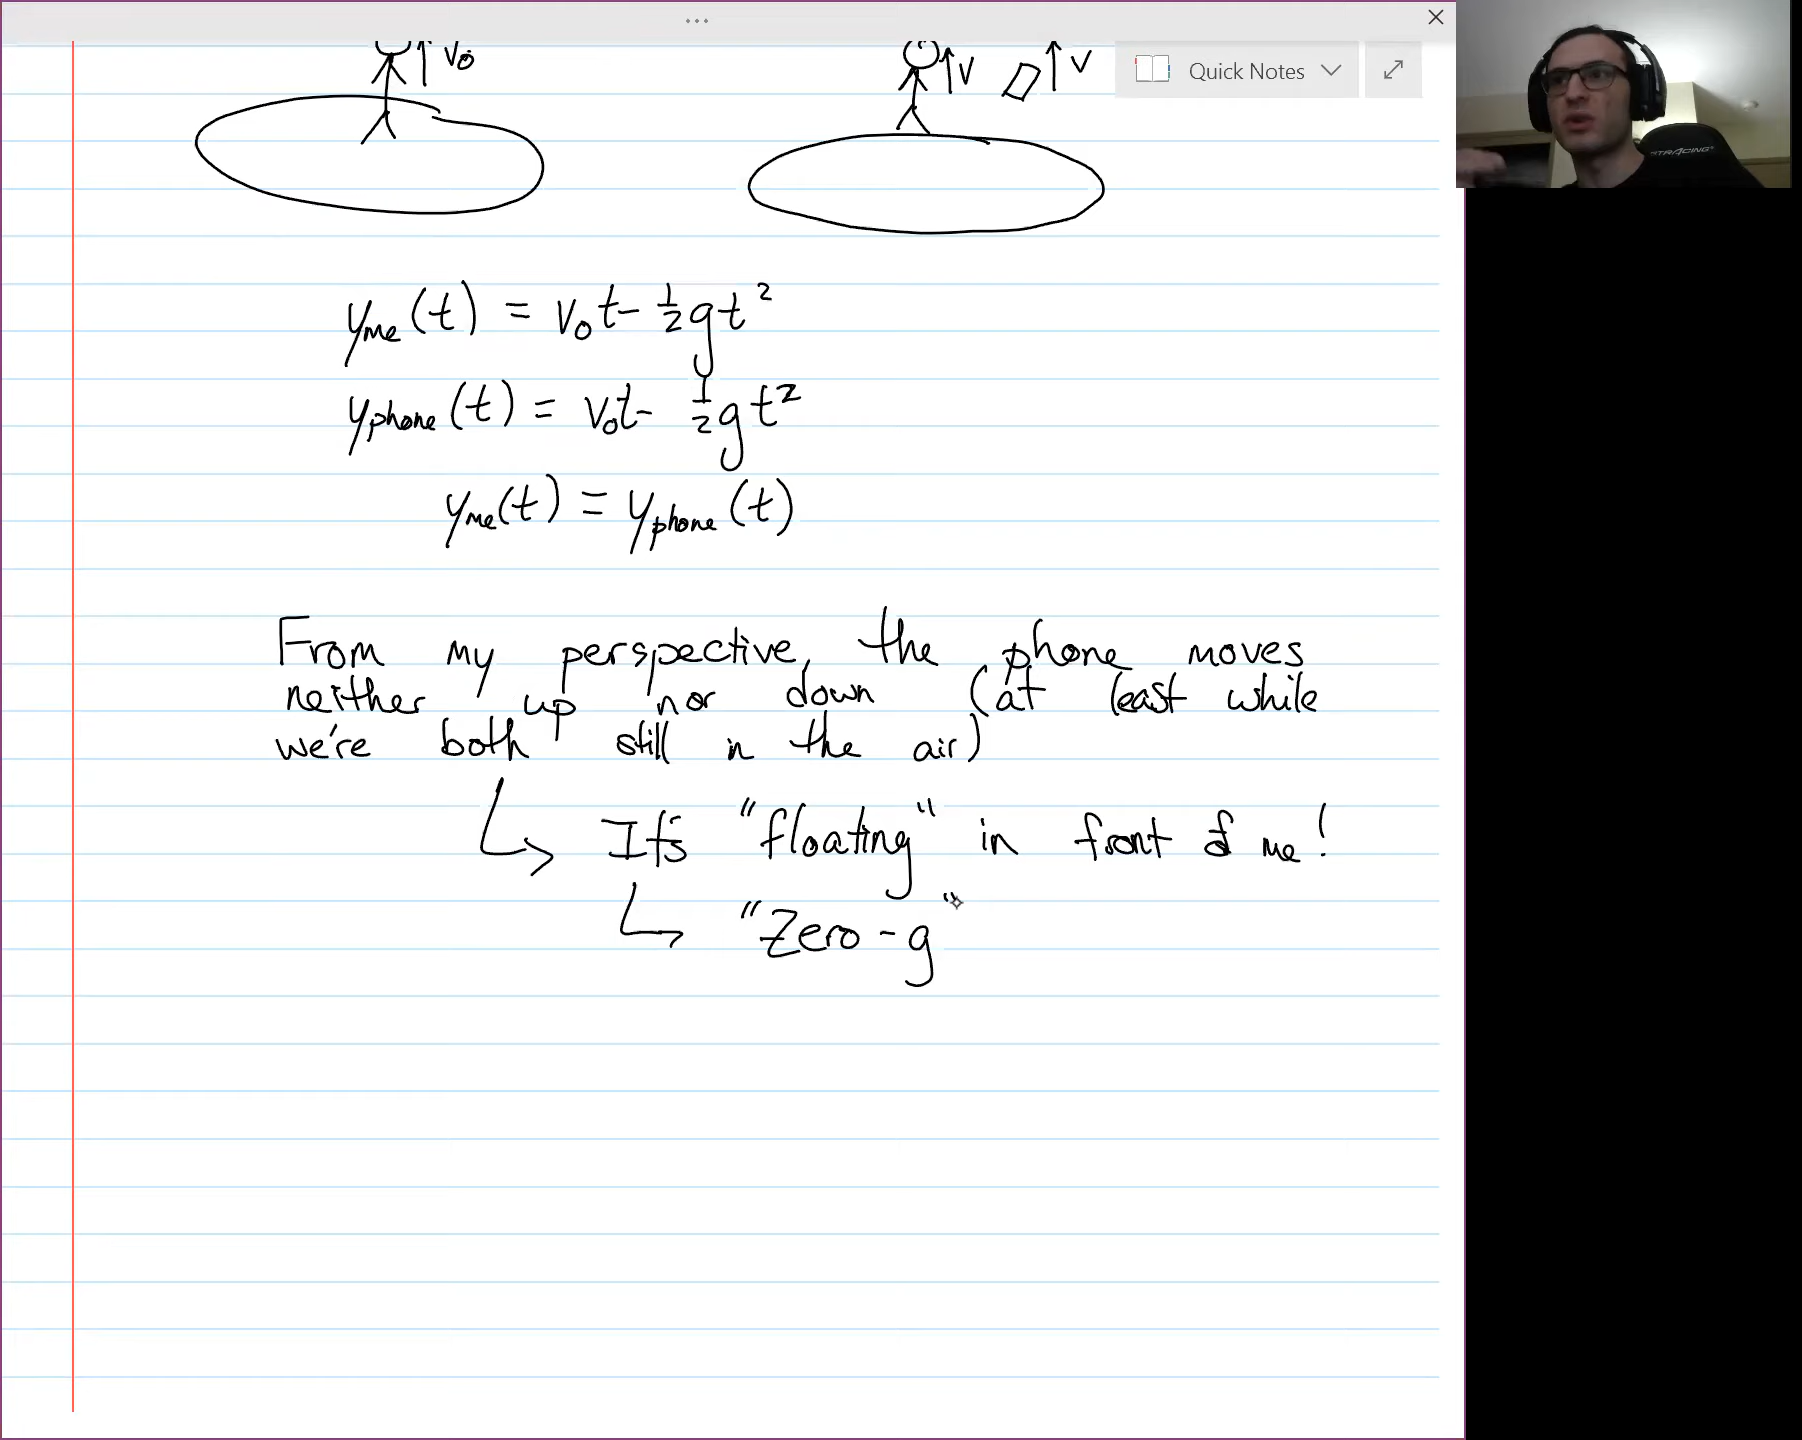 v₀
v
v
Quick Notes
TRACING
y_me(t) = v₀t - ½gt²
y_phone(t) = v₀t - ½gt²
y_me(t) = y_phone(t)
From my perspective, the phone moves
neither up nor down (at least while
we're both still in the air)
↳ It's "floating" in front of me!
↳ "Zero-g"